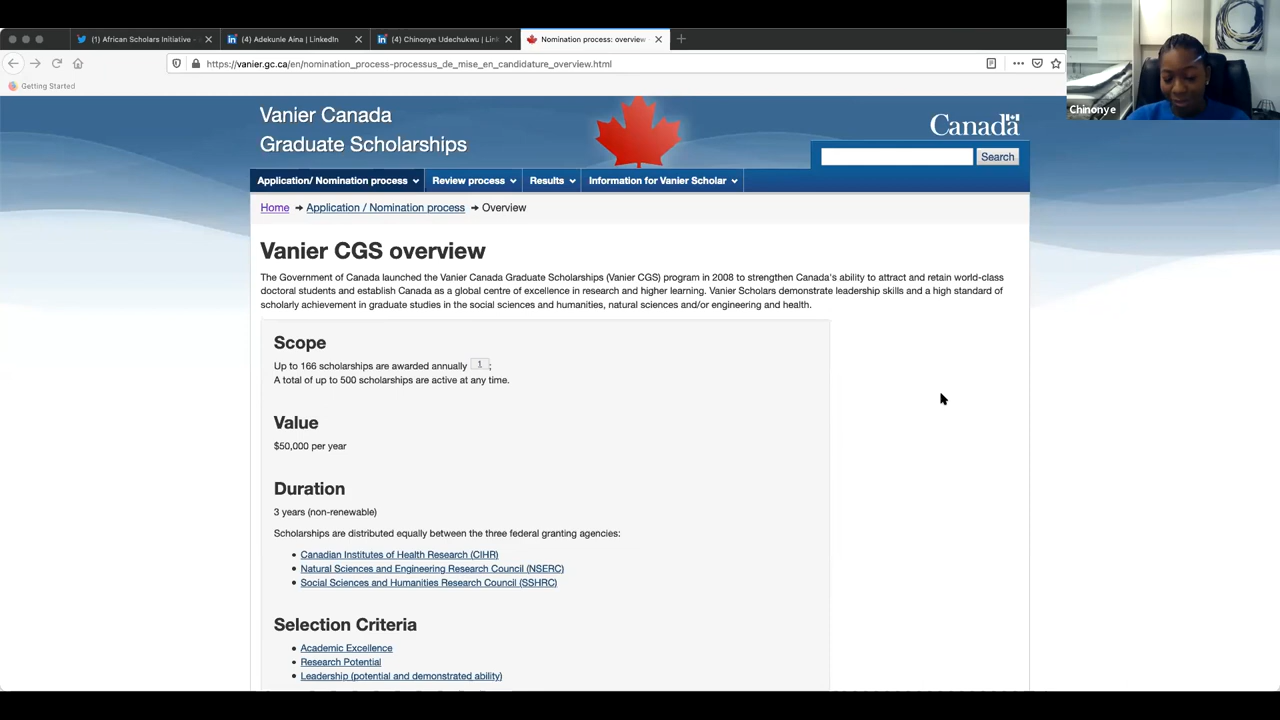 (1) African Scholars Initiative -
(4) Adekunle Aina | LinkedIn
(4) Chinonye Udechukwu | Link
Nomination process: overview
https://vanier.gc.ca/en/nomination_process-processus_de_mise_en_candidature_overview.html
Getting Started
Chinonye
Vanier Canada
Graduate Scholarships
Canada
Search
Application/ Nomination process
Review process
Results
Information for Vanier Scholar
Home → Application / Nomination process → Overview
Vanier CGS overview
The Government of Canada launched the Vanier Canada Graduate Scholarships (Vanier CGS) program in 2008 to strengthen Canada's ability to attract and retain world-class
doctoral students and establish Canada as a global centre of excellence in research and higher learning. Vanier Scholars demonstrate leadership skills and a high standard of
scholarly achievement in graduate studies in the social sciences and humanities, natural sciences and/or engineering and health.
Scope
Up to 166 scholarships are awarded annually 1;
A total of up to 500 scholarships are active at any time.
Value
$50,000 per year
Duration
3 years (non-renewable)
Scholarships are distributed equally between the three federal granting agencies:
• Canadian Institutes of Health Research (CIHR)
• Natural Sciences and Engineering Research Council (NSERC)
• Social Sciences and Humanities Research Council (SSHRC)
Selection Criteria
• Academic Excellence
• Research Potential
• Leadership (potential and demonstrated ability)